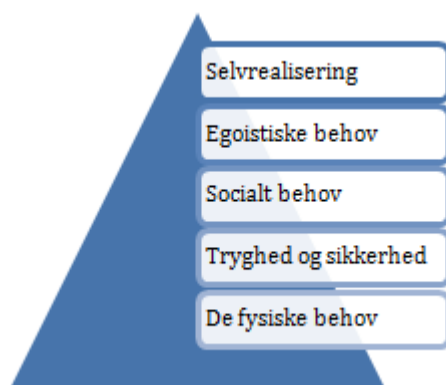 Selvrealisering
Egoistiske behov
Socialt behov
Tryghed og sikkerhed
De fysiske behov